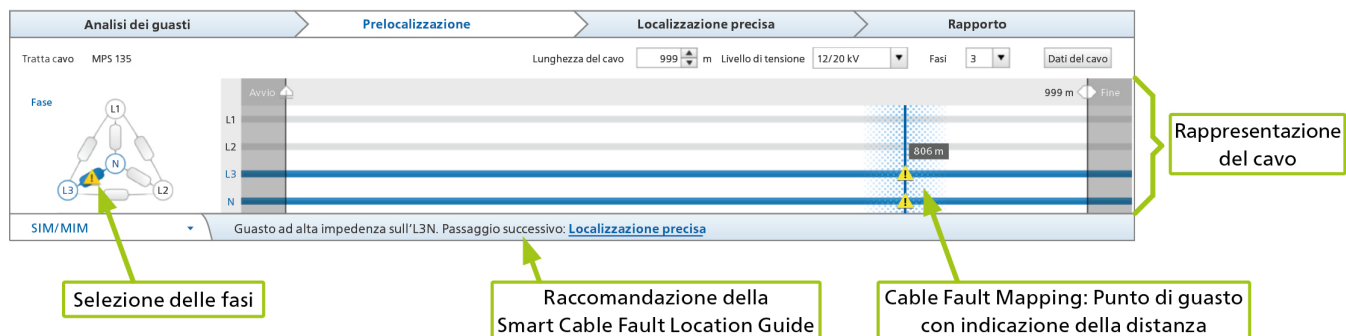 Analisi dei guasti
Prelocalizzazione
Localizzazione precisa
Rapporto
Tratta cavo MPS 135
Lunghezza del cavo 999 m Livello di tensione 12/20 kV Fasi 3 Dati del cavo
Fase
L1
N
L3
L2
Avvio
999 m Fine
L1
L2
806 m
L3
N
SIM/MIM
Guasto ad alta impedenza sull'L3N. Passaggio successivo: Localizzazione precisa
Rappresentazione
del cavo
Selezione delle fasi
Raccomandazione della
Smart Cable Fault Location Guide
Cable Fault Mapping: Punto di guasto
con indicazione della distanza